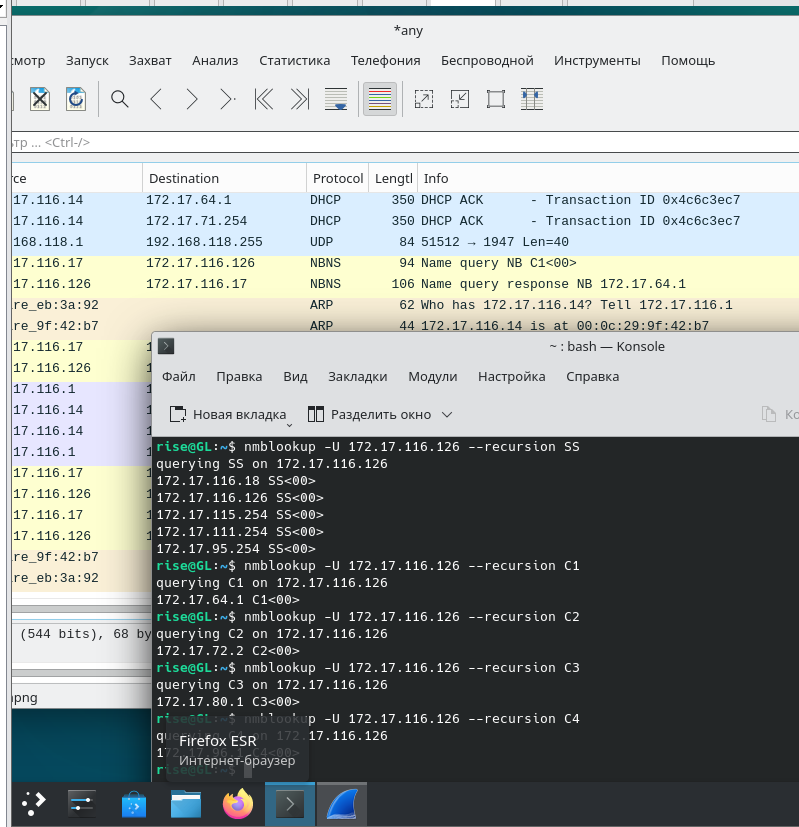 *any
смотр Запуск Захват Анализ Статистика Телефония Беспроводной Инструменты Помощь
тр ... <Ctrl-/>
rce Destination Protocol Lengtl Info
17.116.14 172.17.64.1 DHCP 350 DHCP ACK - Transaction ID 0x4c6c3ec7
17.116.14 172.17.71.254 DHCP 350 DHCP ACK - Transaction ID 0x4c6c3ec7
168.118.1 192.168.118.255 UDP 84 51512 → 1947 Len=40
17.116.17 172.17.116.126 NBNS 94 Name query NB C1<00>
17.116.126 172.17.116.17 NBNS 106 Name query response NB 172.17.64.1
re_eb:3a:92 ARP 62 Who has 172.17.116.14? Tell 172.17.116.1
re_9f:42:b7 ARP 44 172.17.116.14 is at 00:0c:29:9f:42:b7
17.116.17 1
17.116.126 1
17.116.1 1
17.116.14 1
17.116.14 1
17.116.1 1
17.116.17 1
17.116.126 1
17.116.17 1
17.116.126 1
re_9f:42:b7
re_eb:3a:92
(544 bits), 68 by
apng
~ : bash — Konsole
Файл Правка Вид Закладки Модули Настройка Справка
Новая вкладка Разделить окно Ко
rise@GL:~$ nmblookup -U 172.17.116.126 --recursion SS
querying SS on 172.17.116.126
172.17.116.18 SS<00>
172.17.116.126 SS<00>
172.17.115.254 SS<00>
172.17.111.254 SS<00>
172.17.95.254 SS<00>
rise@GL:~$ nmblookup -U 172.17.116.126 --recursion C1
querying C1 on 172.17.116.126
172.17.64.1 C1<00>
rise@GL:~$ nmblookup -U 172.17.116.126 --recursion C2
querying C2 on 172.17.116.126
172.17.72.2 C2<00>
rise@GL:~$ nmblookup -U 172.17.116.126 --recursion C3
querying C3 on 172.17.116.126
172.17.80.1 C3<00>
rise@GL:~$ nmblookup -U 172.17.116.126 --recursion C4
querying C4 on 172.17.116.126
172.17.96.1 C4<00>
rise@GL:~$
Firefox ESR
Интернет-браузер